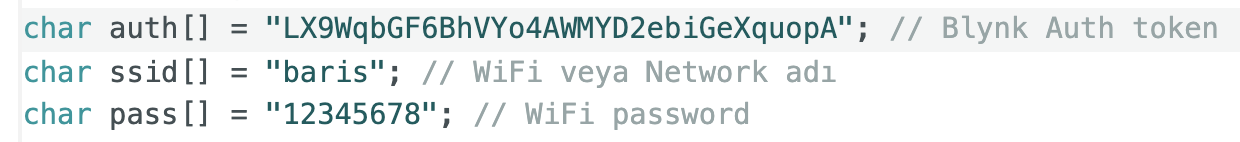 char auth[] = "LX9WqbGF6BhVYo4AWMYD2ebiGeXquopA"; // Blynk Auth token
char ssid[] = "baris"; // WiFi veya Network adı
char pass[] = "12345678"; // WiFi password